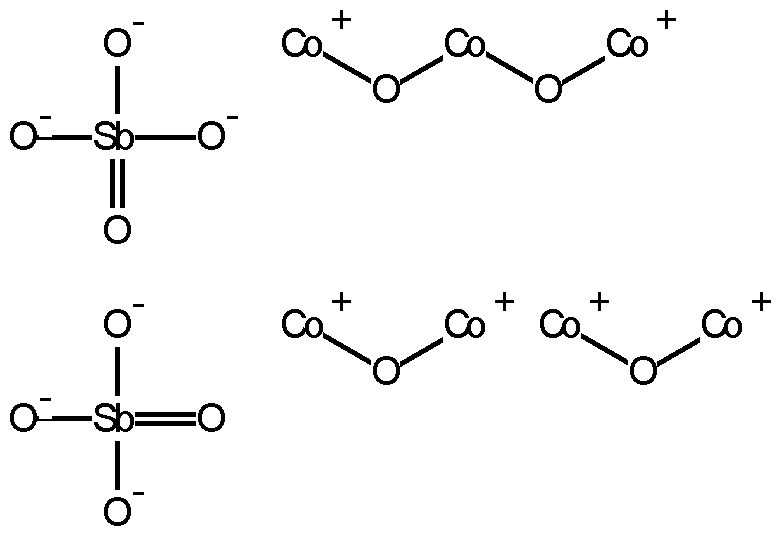 O- Co + Co Co +
O O
O- Sb O-
O
O- Co + Co + Co + Co +
O O
O- Sb O
O-